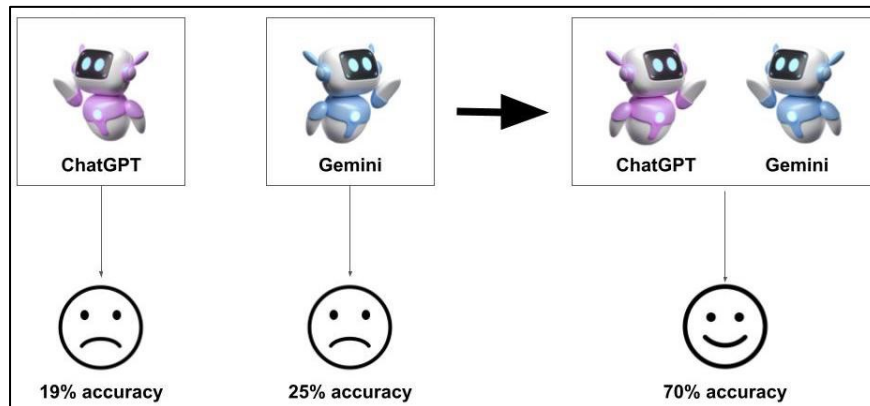 ChatGPT
Gemini
ChatGPT
Gemini
19% accuracy
25% accuracy
70% accuracy